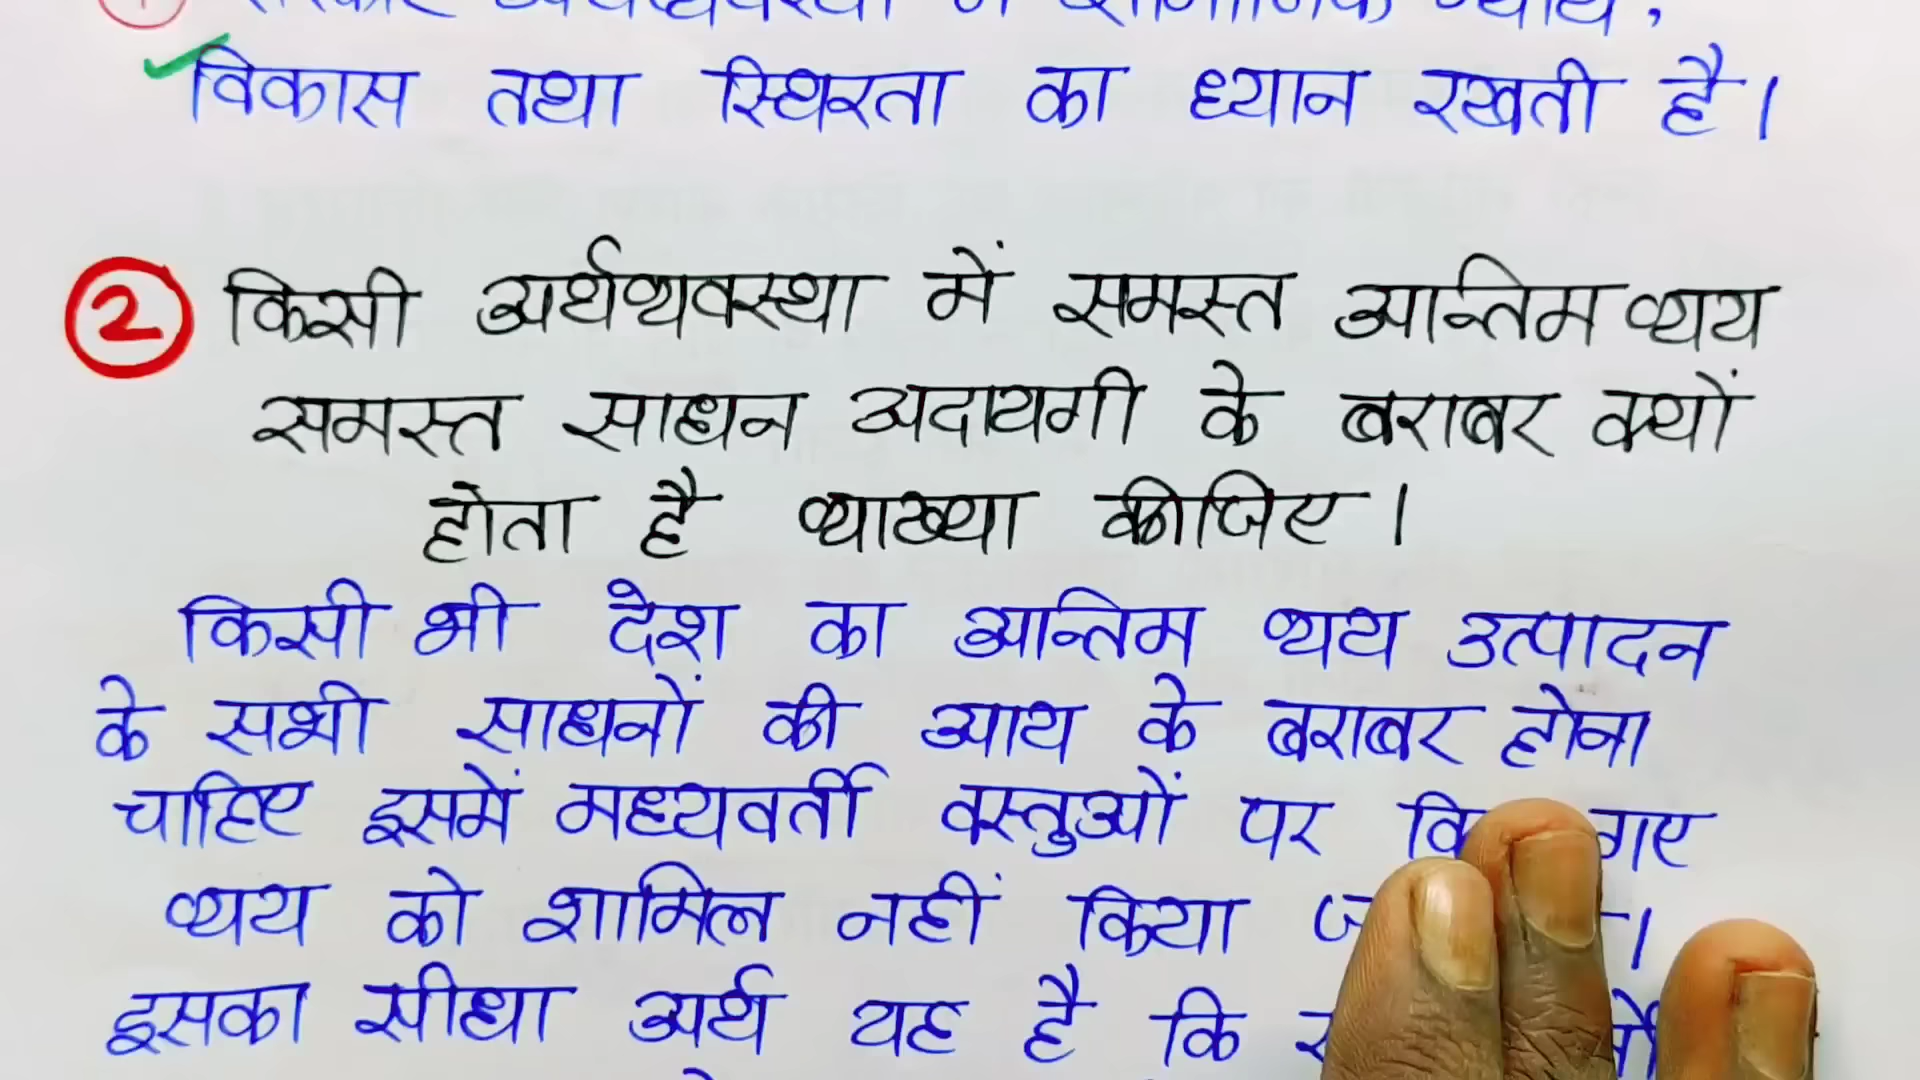 विकास तथा स्थिरता का ध्यान रखती है।
2 किसी अर्थव्यवस्था में समस्त अन्तिम व्यय
समस्त साधन अदायगी के बराबर क्यों
होता है व्याख्या कीजिए।
किसी भी देश का अन्तिम व्यय उत्पादन
के सभी साधनों की आय के बराबर होना
चाहिए इसमें मध्यवर्ती वस्तुओं पर गए
व्यय को शामिल नहीं किया
इसका सीधा अर्थ यह है कि